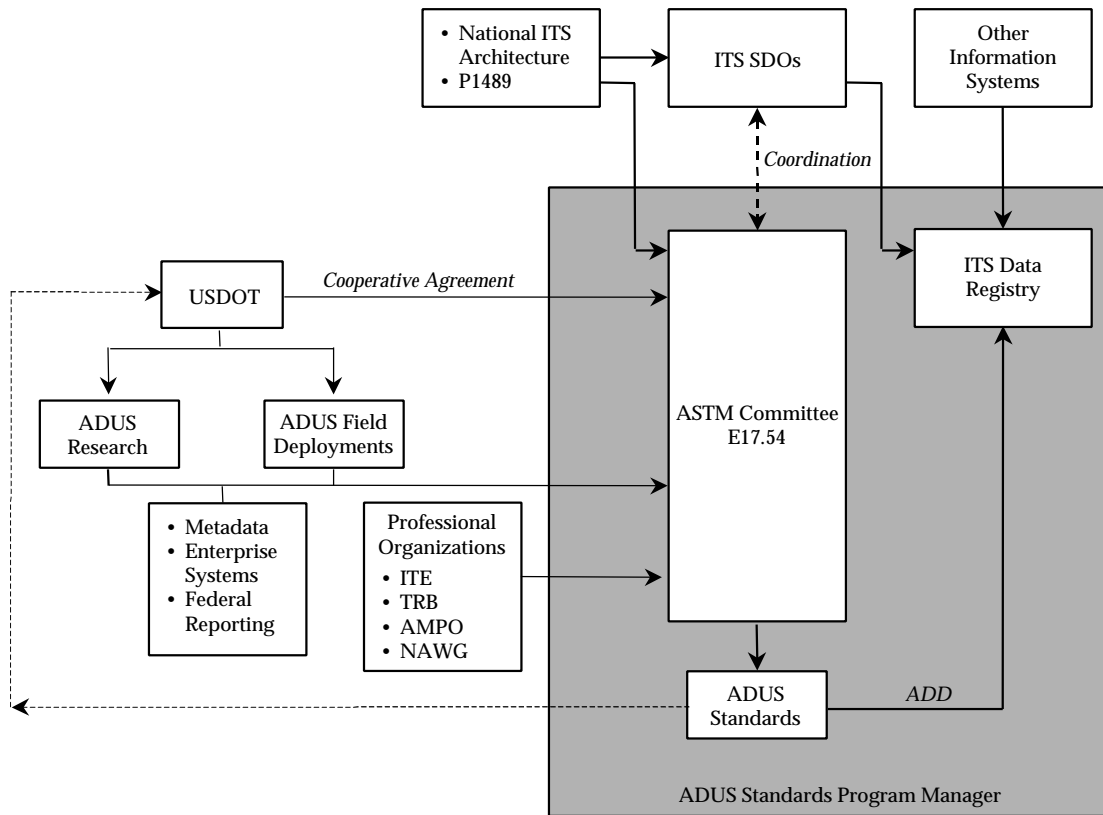 • National ITS
Architecture
• P1489
ITS SDOs
Other
Information
Systems
Coordination
USDOT
Cooperative Agreement
ITS Data
Registry
ADUS
Research
ADUS Field
Deployments
ASTM Committee
E17.54
• Metadata
• Enterprise
Systems
• Federal
Reporting
Professional
Organizations
• ITE
• TRB
• AMPO
• NAWG
ADUS
Standards
ADD
ADUS Standards Program Manager